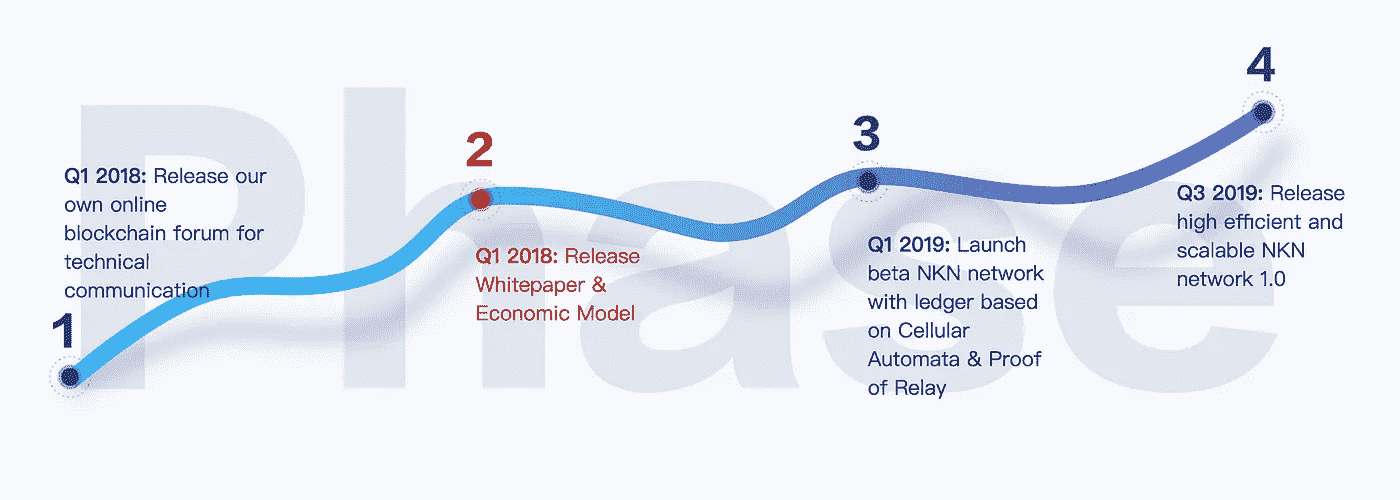 Phase
1
Q1 2018: Release our
own online
blockchain forum for
technical
communication
2
Q1 2018: Release
Whitepaper &
Economic Model
3
Q1 2019: Launch
beta NKN network
with ledger based
on Cellular
Automata & Proof
of Relay
4
Q3 2019: Release
high efficient and
scalable NKN
network 1.0